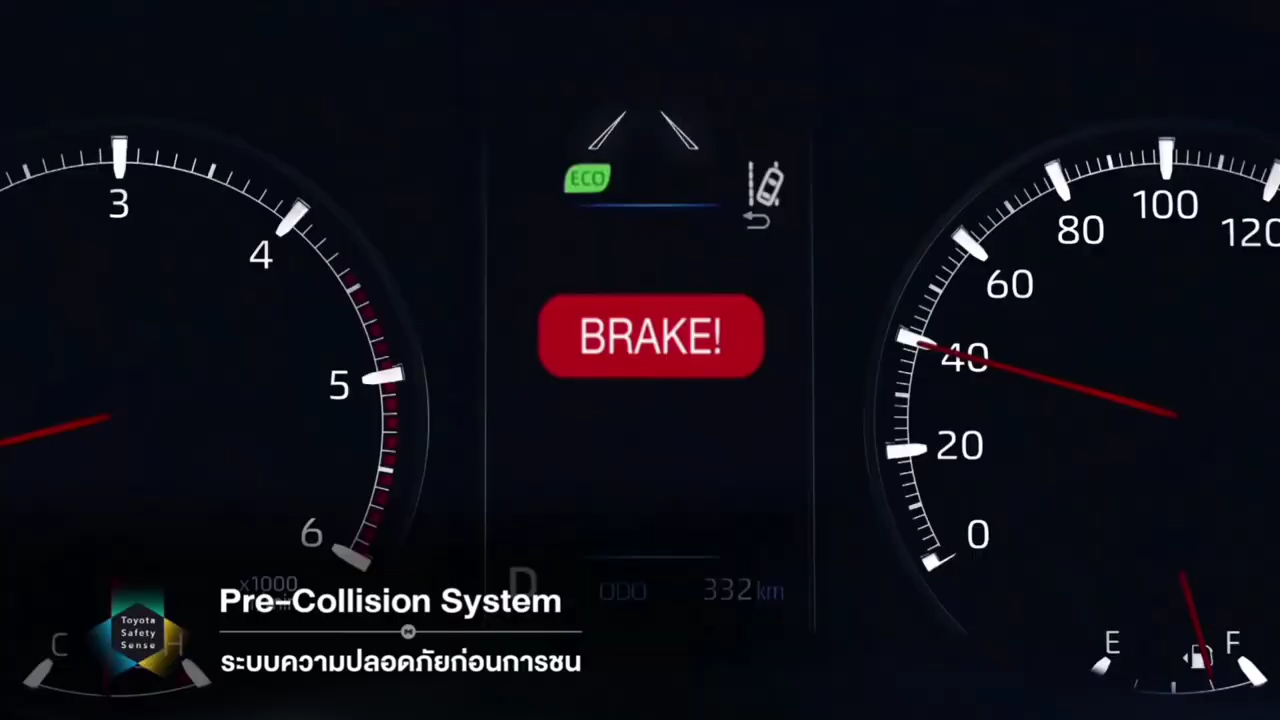 3
4
5
6
x1000
ECO
BRAKE!
D
ODO 332 km
0
20
40
60
80
100
120
C H
E F
Toyota
Safety
Sense
Pre-Collision System
ระบบความปลอดภัยก่อนการชน